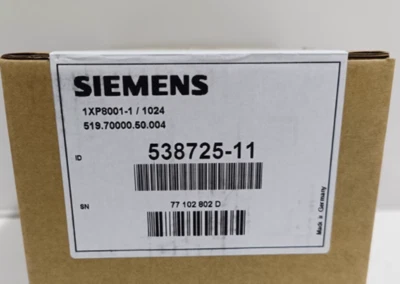 SIEMENS
1XP8001-1 / 1024
519.70000.50.004
ID 538725-11
SN 77 102 802 D
Made in Germany